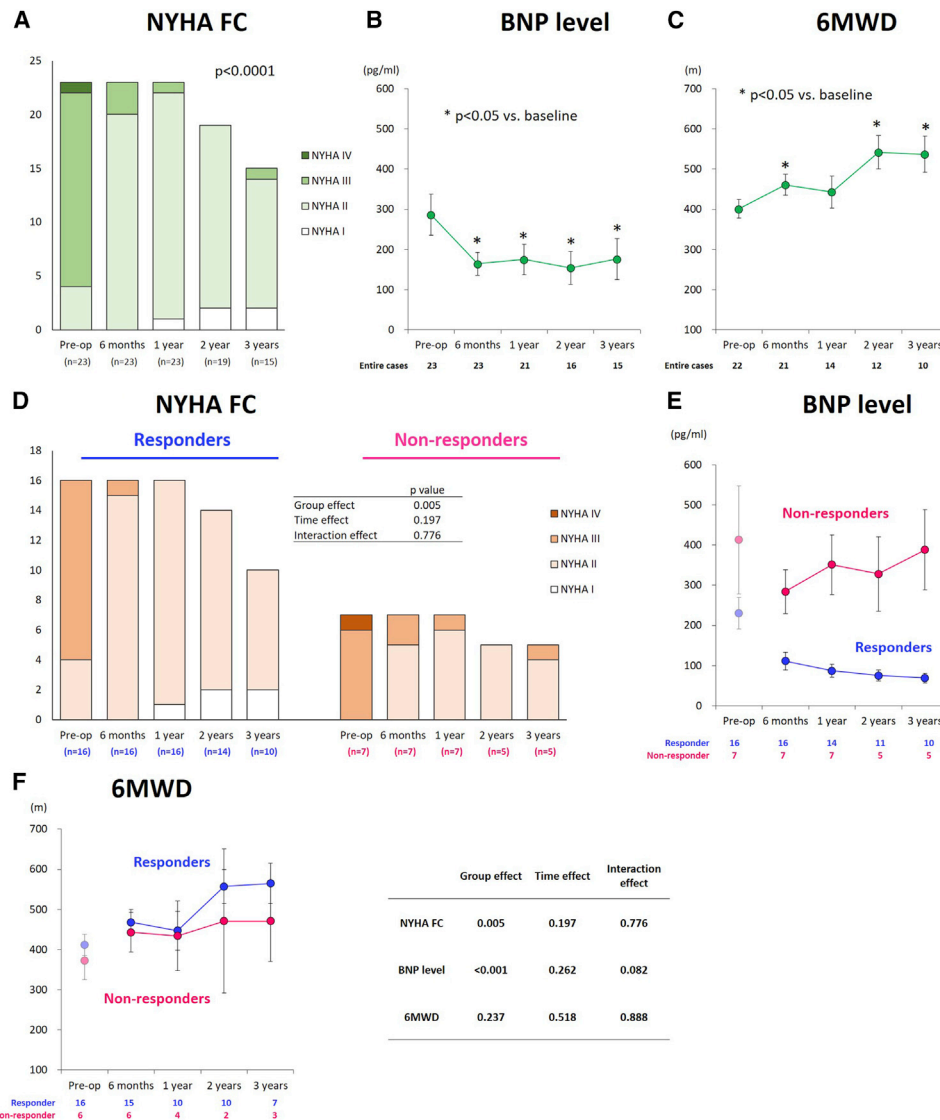 A NYHA FC
25
20
15
10
5
0
p<0.0001
NYHA IV
NYHA III
NYHA II
NYHA I
Pre-op 6 months 1 year 2 year 3 years
(n=23) (n=23) (n=23) (n=19) (n=15)
B BNP level
(pg/ml)
600
500
400
300
200
100
0
* p<0.05 vs. baseline
* * * *
Pre-op 6 months 1 year 2 year 3 years
Entire cases 23 23 21 16 15
C 6MWD
(m)
700
600
500
400
300
200
100
* p<0.05 vs. baseline
* * *
Pre-op 6 months 1 year 2 year 3 years
Entire cases 22 21 14 12 10
D NYHA FC
Responders Non-responders
18
16
14
12
10
8
6
4
2
0
p value
Group effect 0.005
Time effect 0.197
Interaction effect 0.776
NYHA IV
NYHA III
NYHA II
NYHA I
Pre-op 6 months 1 year 2 years 3 years Pre-op 6 months 1 year 2 years 3 years
(n=16) (n=16) (n=16) (n=14) (n=10) (n=7) (n=7) (n=7) (n=5) (n=5)
E BNP level
(pg/ml)
600
500
400
300
200
100
0
Non-responders
Responders
Pre-op 6 months 1 year 2 years 3 years
Responder 16 16 14 11 10
Non-responder 7 7 7 5 5
F 6MWD
(m)
700
600
500
400
300
200
100
Responders
Non-responders
Pre-op 6 months 1 year 2 years 3 years
Responder 16 15 10 10 7
on-responder 6 6 4 2 3
Group effect Time effect Interaction effect
NYHA FC 0.005 0.197 0.776
BNP level <0.001 0.262 0.082
6MWD 0.237 0.518 0.888